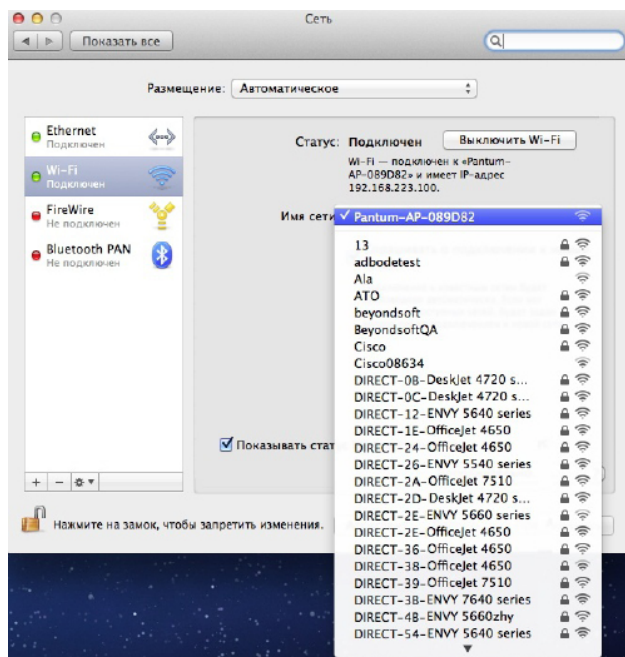 Сеть
Показать все
Размещение: Автоматическое
Ethernet
Подключен
Wi-Fi
Подключен
FireWire
Не подключен
Bluetooth PAN
Не подключен
Статус: Подключен
Выключить Wi-Fi
Wi-Fi — подключен к «Pantum-
AP-089D82» и имеет IP-адрес
192.168.223.100.
Имя сети
✓ Pantum-AP-089D82
13
adbodetest
Ala
ATO
beyondsoft
BeyondsoftQA
Cisco
Cisco08634
DIRECT-0B-DeskJet 4720 s...
DIRECT-0C-DeskJet 4720 s...
DIRECT-12-ENVY 5640 series
DIRECT-1E-OfficeJet 4650
DIRECT-24-OfficeJet 4650
DIRECT-26-ENVY 5540 series
DIRECT-2A-OfficeJet 7510
DIRECT-2D-DeskJet 4720 s...
DIRECT-2E-ENVY 5660 series
DIRECT-2E-OfficeJet 4650
DIRECT-36-OfficeJet 4650
DIRECT-38-OfficeJet 4650
DIRECT-39-OfficeJet 7510
DIRECT-3B-ENVY 7640 series
DIRECT-4B-ENVY 5660zhy
DIRECT-54-ENVY 5640 series
Показывать стат
Нажмите на замок, чтобы запретить изменения.